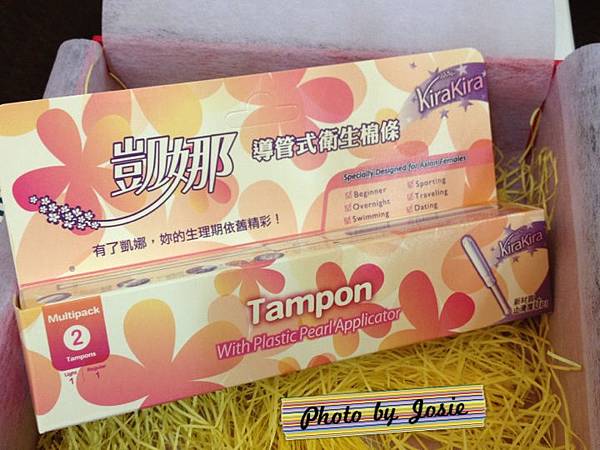 KiraKira
凱娜
導管式衛生棉條
Specially Designed for Asian Females
Beginner
Sporting
Overnight
Traveling
Swimming
Dating
有了凱娜，妳的生理期依舊精彩！
KiraKira
Multipack
2
Tampons
Light
1
Regular
1
Tampon
With Plastic Pearl Applicator
Photo by Josie